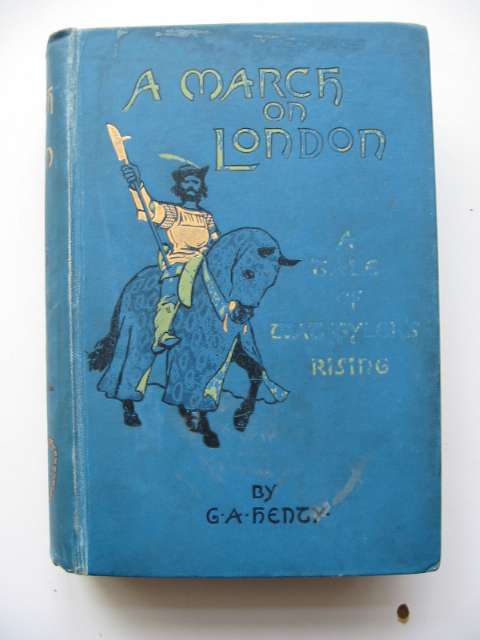 A MARCH
ON
LONDON
A
TALE
OF
WAT TYLER'S
RISING
BY
G·A·HENTY·